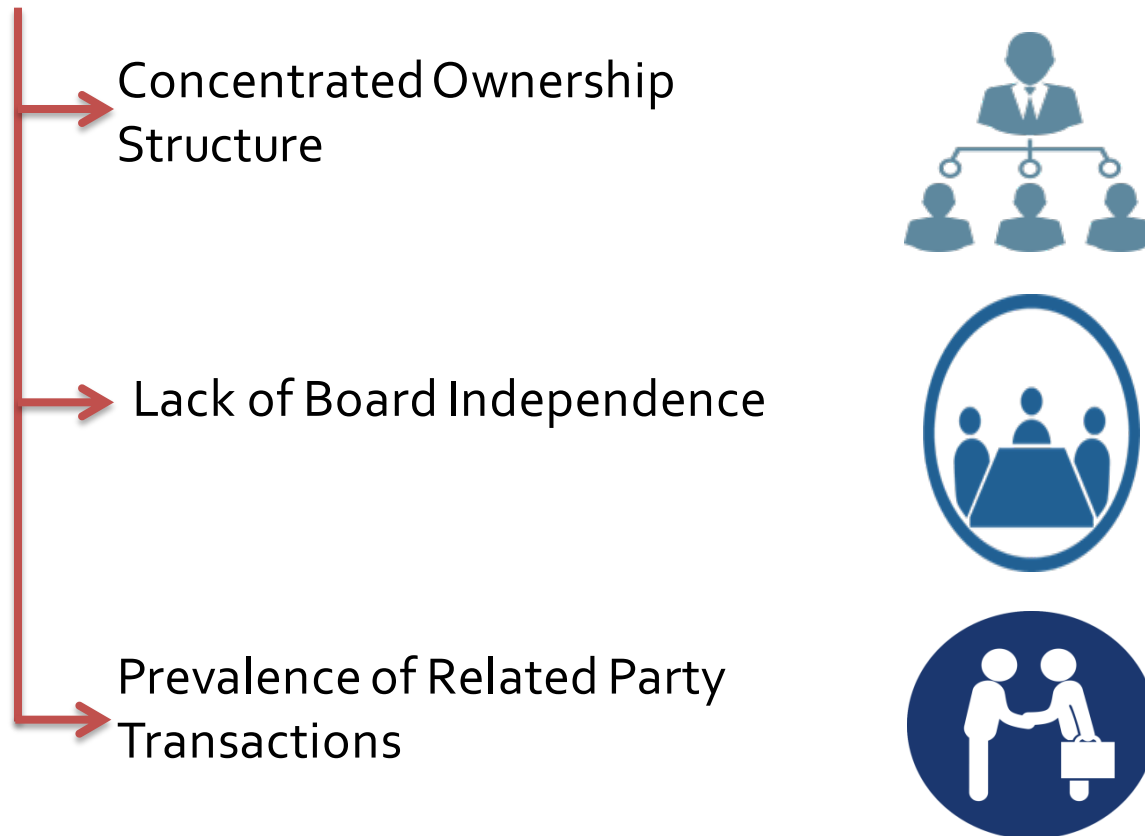 Concentrated Ownership
Structure
Lack of Board Independence
Prevalence of Related Party
Transactions